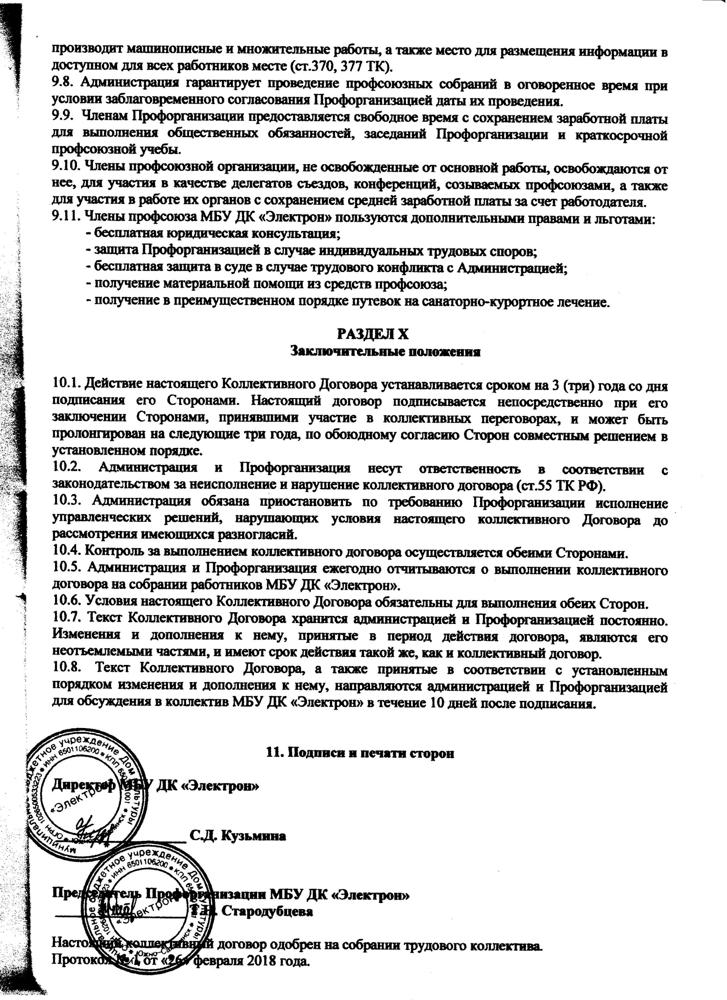 производит машинописные и множительные работы, а также место для размещения информации в
доступном для всех работников месте (ст.370, 377 ТК).
9.8. Администрация гарантирует проведение профсоюзных собраний в оговоренное время при
условии заблаговременного согласования Профорганизацией даты их проведения.
9.9. Членам Профорганизации предоставляется свободное время с сохранением заработной платы
для выполнения общественных обязанностей, заседаний Профорганизации и краткосрочной
профсоюзной учебы.
9.10. Члены профсоюзной организации, не освобожденные от основной работы, освобождаются от
нее, для участия в качестве делегатов съездов, конференций, созываемых профсоюзами, а также
для участия в работе их органов с сохранением средней заработной платы за счет работодателя.
9.11. Члены профсоюза МБУ ДК «Электрон» пользуются дополнительными правами и льготами:
- бесплатная юридическая консультация;
- защита Профорганизацией в случае индивидуальных трудовых споров;
- бесплатная защита в суде в случае трудового конфликта с Администрацией;
- получение материальной помощи из средств профсоюза;
- получение в преимущественном порядке путевок на санаторно-курортное лечение.
РАЗДЕЛ X
Заключительные положения
10.1. Действие настоящего Коллективного Договора устанавливается сроком на 3 (три) года со дня
подписания его Сторонами. Настоящий договор подписывается непосредственно при его
заключении Сторонами, принявшими участие в коллективных переговорах, и может быть
пролонгирован на следующие три года, по обоюдному согласию Сторон совместным решением в
установленном порядке.
10.2. Администрация и Профорганизация несут ответственность в соответствии с
законодательством за неисполнение и нарушение коллективного договора (ст.55 ТК РФ).
10.3. Администрация обязана приостановить по требованию Профорганизации исполнение
управленческих решений, нарушающих условия настоящего коллективного Договора до
рассмотрения имеющихся разногласий.
10.4. Контроль за выполнением коллективного договора осуществляется обеими Сторонами.
10.5. Администрация и Профорганизация ежегодно отчитываются о выполнении коллективного
договора на собрании работников МБУ ДК «Электрон».
10.6. Условия настоящего Коллективного Договора обязательны для выполнения обеих Сторон.
10.7. Текст Коллективного Договора хранится администрацией и Профорганизацией постоянно.
Изменения и дополнения к нему, принятые в период действия договора, являются его
неотъемлемыми частями, и имеют срок действия такой же, как и коллективный договор.
10.8. Текст Коллективного Договора, а также принятые в соответствии с установленным
порядком изменения и дополнения к нему, направляются администрацией и Профорганизацией
для обсуждения в коллектив МБУ ДК «Электрон» в течение 10 дней после подписания.
11. Подписи и печати сторон
Директор МБУ ДК «Электрон»
«Электрон»
учреждение Дом культуры
ИНН 6501106200 * КПП
ОГРН 1026500533223
С.Д. Кузьмина
Председатель Профорганизации МБУ ДК «Электрон»
Стародубцева
бюджетное учреждение Дом культуры
ИНН 6501106200 * КПП
«Электрон»
Настоящий коллективный договор одобрен на собрании трудового коллектива.
Протокол №1 от «26» февраля 2018 года.